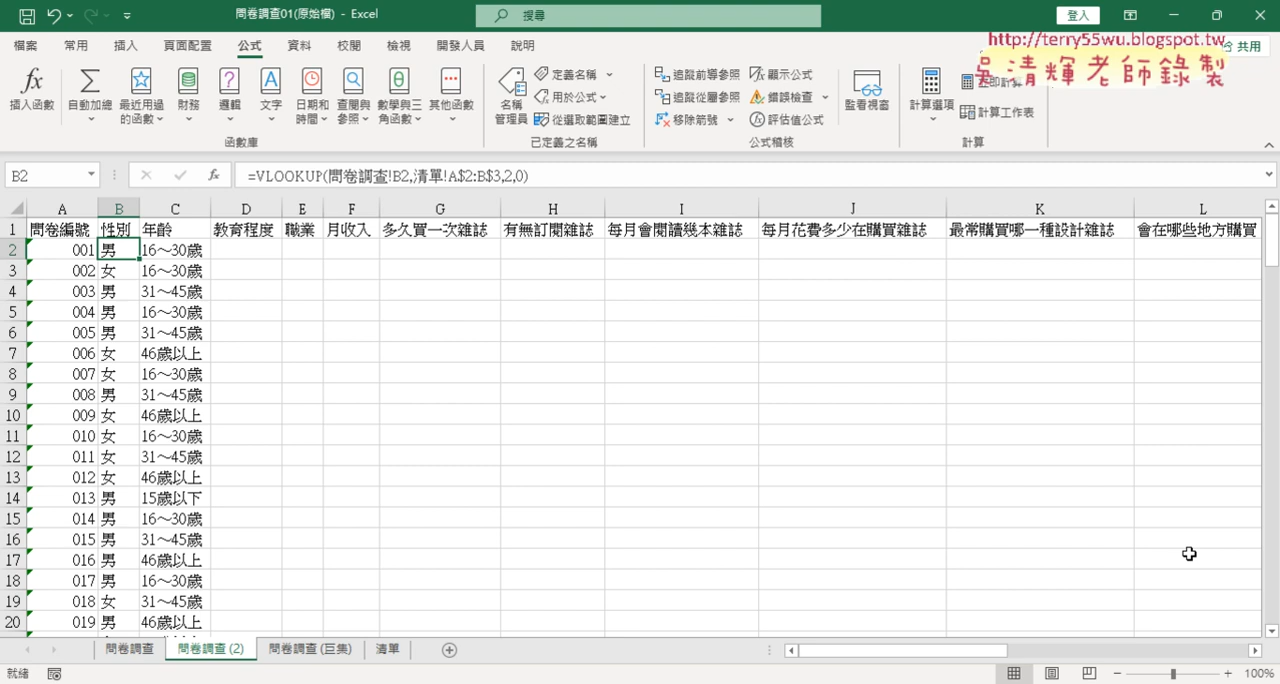 問卷調查01(原始檔) - Excel
搜尋
登入
檔案 常用 插入 頁面配置 公式 資料 校閱 檢視 開發人員 說明
共用
http://terry55wu.blogspot.tw
吳清輝老師錄製
插入函數
自動加總
最近用過的函數
財務
邏輯
文字
日期和時間
查閱與參照
數學與三角函數
其他函數
函數庫
名稱管理員
定義名稱
用於公式
從選取範圍建立
已定義之名稱
追蹤前導參照
追蹤從屬參照
移除箭號
顯示公式
錯誤檢查
評估值公式
公式稽核
監看視窗
計算選項
立即計算
計算工作表
計算
B2
fx
=VLOOKUP(問卷調查!B2,清單!A$2:B$3,2,0)
A B C D E F G H I J K L
1 問卷編號 性別 年齡 教育程度 職業 月收入 多久買一次雜誌 有無訂閱雜誌 每月會閱讀幾本雜誌 每月花費多少在購買雜誌 最常購買哪一種設計雜誌 會在哪些地方購買
2 001 男 16～30歲
3 002 女 16～30歲
4 003 男 31～45歲
5 004 男 16～30歲
6 005 男 31～45歲
7 006 女 46歲以上
8 007 女 16～30歲
9 008 男 31～45歲
10 009 女 46歲以上
11 010 女 16～30歲
12 011 女 31～45歲
13 012 女 46歲以上
14 013 男 15歲以下
15 014 男 16～30歲
16 015 男 31～45歲
17 016 男 46歲以上
18 017 男 16～30歲
19 018 女 31～45歲
20 019 男 46歲以上
問卷調查 問卷調查 (2) 問卷調查 (巨集) 清單
就緒
100%